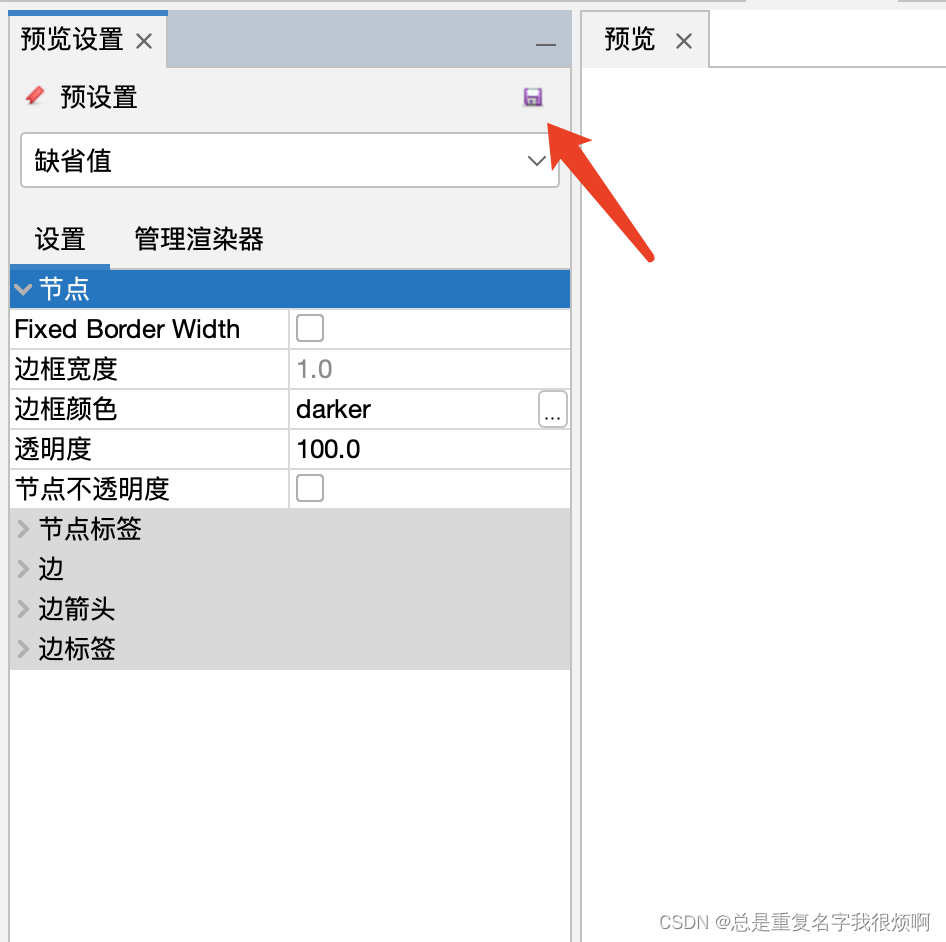 预览设置
预览
预设置
缺省值
设置 管理渲染器
节点
Fixed Border Width
边框宽度 1.0
边框颜色 darker ...
透明度 100.0
节点不透明度
节点标签
边
边箭头
边标签
CSDN @总是重复名字我很烦啊